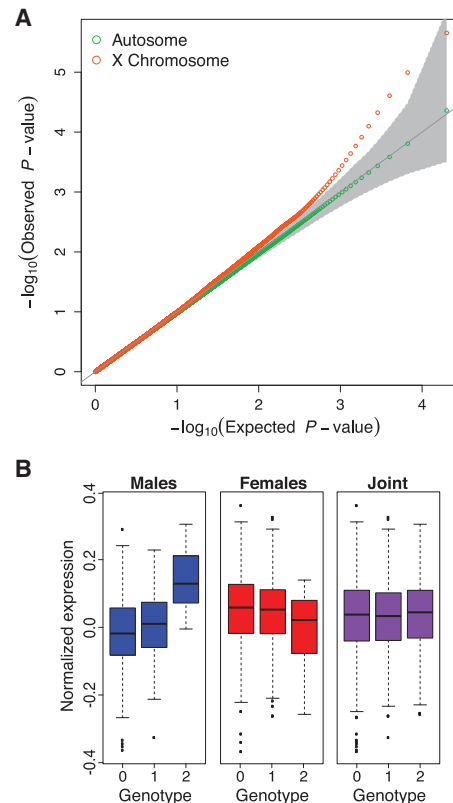 A
Autosome
X Chromosome
−log10(Observed P−value)
5
4
3
2
1
0
0 1 2 3 4
−log10(Expected P−value)
B
Males Females Joint
Normalized expression
0.4
0.2
0.0
-0.2
-0.4
0 1 2 0 1 2 0 1 2
Genotype Genotype Genotype